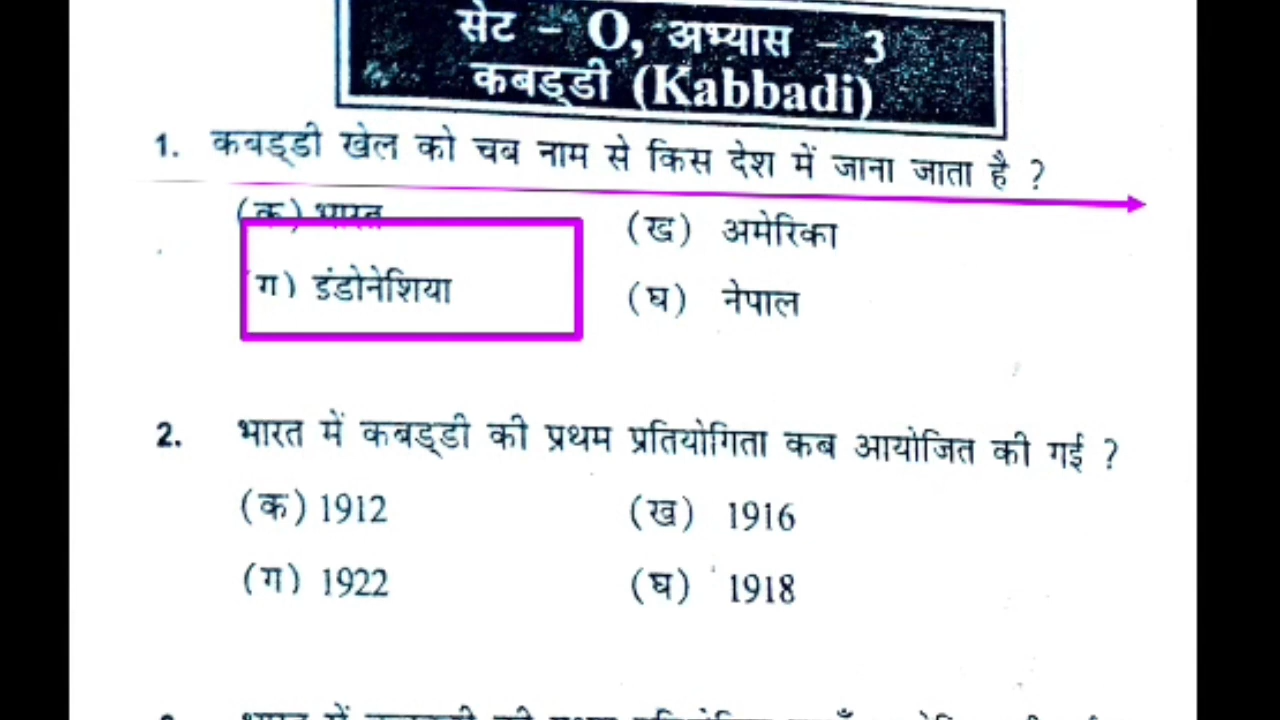 सेट - O, अभ्यास - 3
कबड्डी (Kabbadi)
1. कबड्डी खेल को चब नाम से किस देश में जाना जाता है ?
(क) भारत (ख) अमेरिका
ग) इंडोनेशिया (घ) नेपाल
2. भारत में कबड्डी की प्रथम प्रतियोगिता कब आयोजित की गई ?
(क) 1912 (ख) 1916
(ग) 1922 (घ) 1918